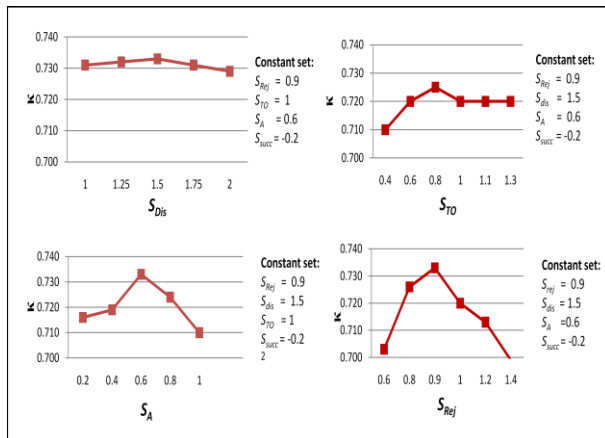 0.740
0.730
0.720
0.710
0.700
κ
1 1.25 1.5 1.75 2
S_Dis
Constant set:
S_Rej = 0.9
S_TO = 1
S_A = 0.6
S_succ = -0.2
0.740
0.730
0.720
0.710
0.700
κ
0.4 0.6 0.8 1 1.1 1.3
S_TO
Constant set:
S_Rej = 0.9
S_dis = 1.5
S_A = 0.6
S_succ = -0.2
0.740
0.730
0.720
0.710
0.700
κ
0.2 0.4 0.6 0.8 1
S_A
Constant set:
S_Rej = 0.9
S_dis = 1.5
S_TO = 1
S_succ = -0.2
2
0.740
0.730
0.720
0.710
0.700
κ
0.6 0.8 0.9 1 1.2 1.4
S_Rej
Constant set:
S_rej = 0.9
S_dis = 1.5
S_A =0.6
S_succ = -0.2